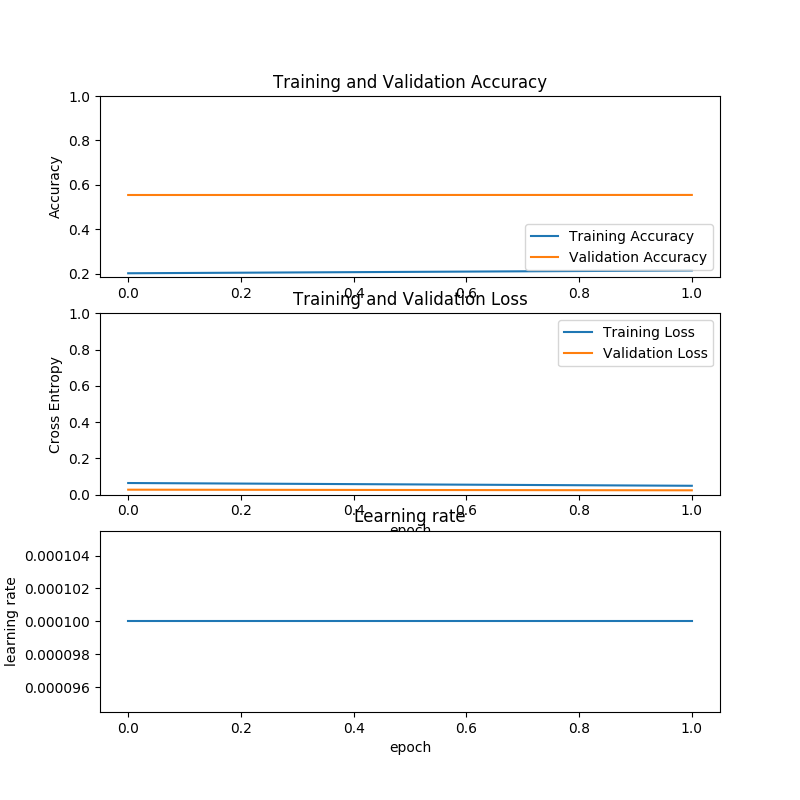 Training and Validation Accuracy
1.0
0.8
0.6
0.4
0.2
Accuracy
Training Accuracy
Validation Accuracy
0.0 0.2 0.4 0.6 0.8 1.0
Training and Validation Loss
1.0
0.8
0.6
0.4
0.2
0.0
Cross Entropy
Training Loss
Validation Loss
0.0 0.2 0.4 0.6 0.8 1.0
epoch
Learning rate
0.000104
0.000102
0.000100
0.000098
0.000096
learning rate
0.0 0.2 0.4 0.6 0.8 1.0
epoch